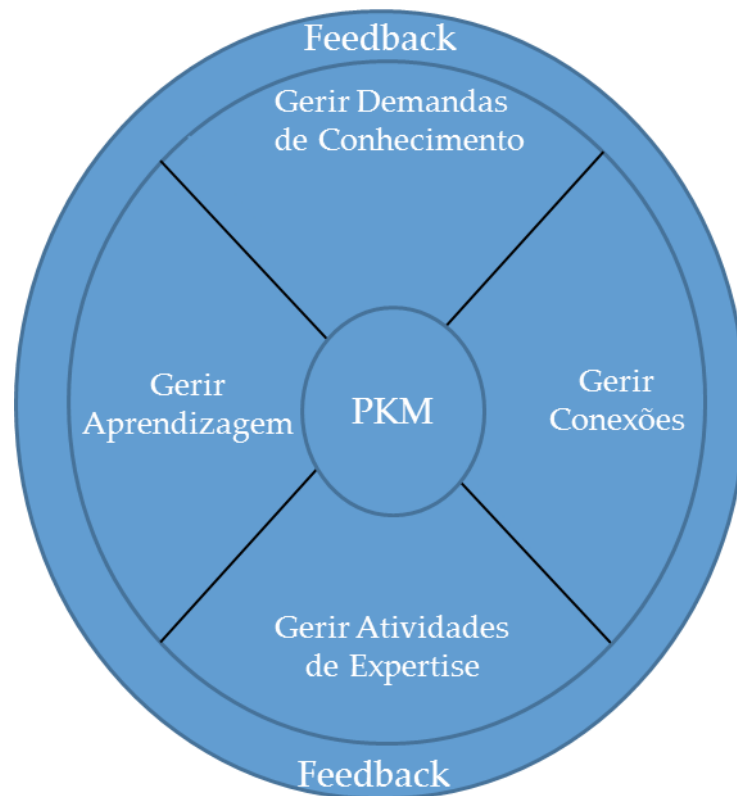 Feedback
Gerir Demandas
de Conhecimento
Gerir
Aprendizagem
PKM
Gerir
Conexões
Gerir Atividades
de Expertise
Feedback